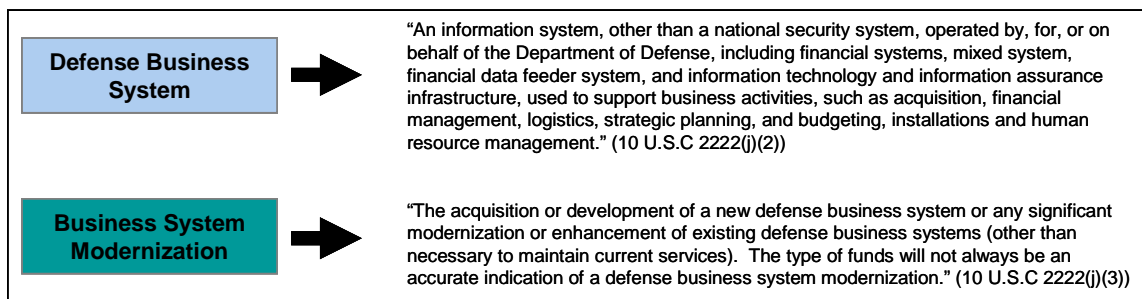 Defense Business
System
“An information system, other than a national security system, operated by, for, or on
behalf of the Department of Defense, including financial systems, mixed system,
financial data feeder system, and information technology and information assurance
infrastructure, used to support business activities, such as acquisition, financial
management, logistics, strategic planning, and budgeting, installations and human
resource management.” (10 U.S.C 2222(j)(2))
Business System
Modernization
“The acquisition or development of a new defense business system or any significant
modernization or enhancement of existing defense business systems (other than
necessary to maintain current services).  The type of funds will not always be an
accurate indication of a defense business system modernization.” (10 U.S.C 2222(j)(3))